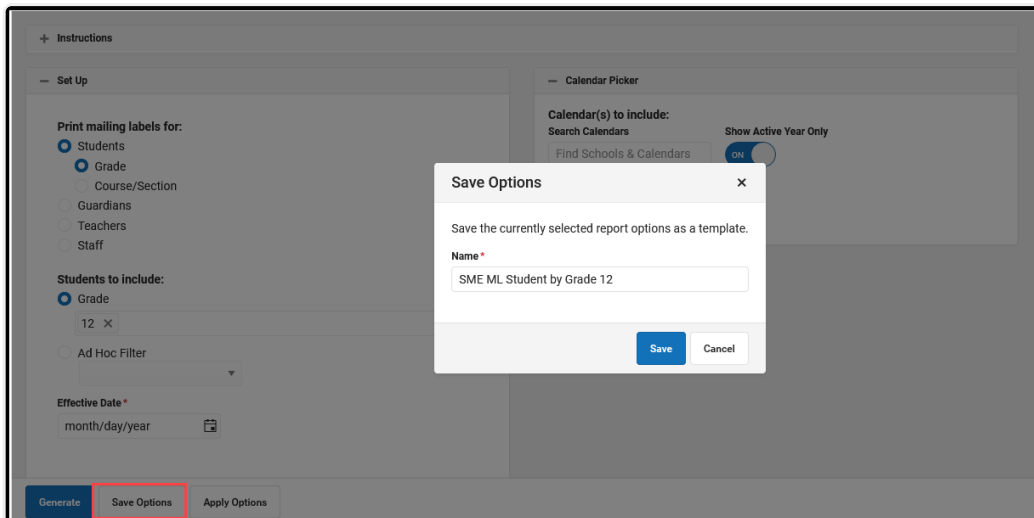 Instructions
Set Up
Print mailing labels for:
Students
Grade
Course/Section
Guardians
Teachers
Staff
Students to include:
Grade
12 ×
Ad Hoc Filter
Effective Date*
month/day/year
Calendar Picker
Calendar(s) to include:
Search Calendars
Find Schools & Calendars
Show Active Year Only
ON
Save Options
Save the currently selected report options as a template.
Name*
SME ML Student by Grade 12
Save Cancel
Generate Save Options Apply Options